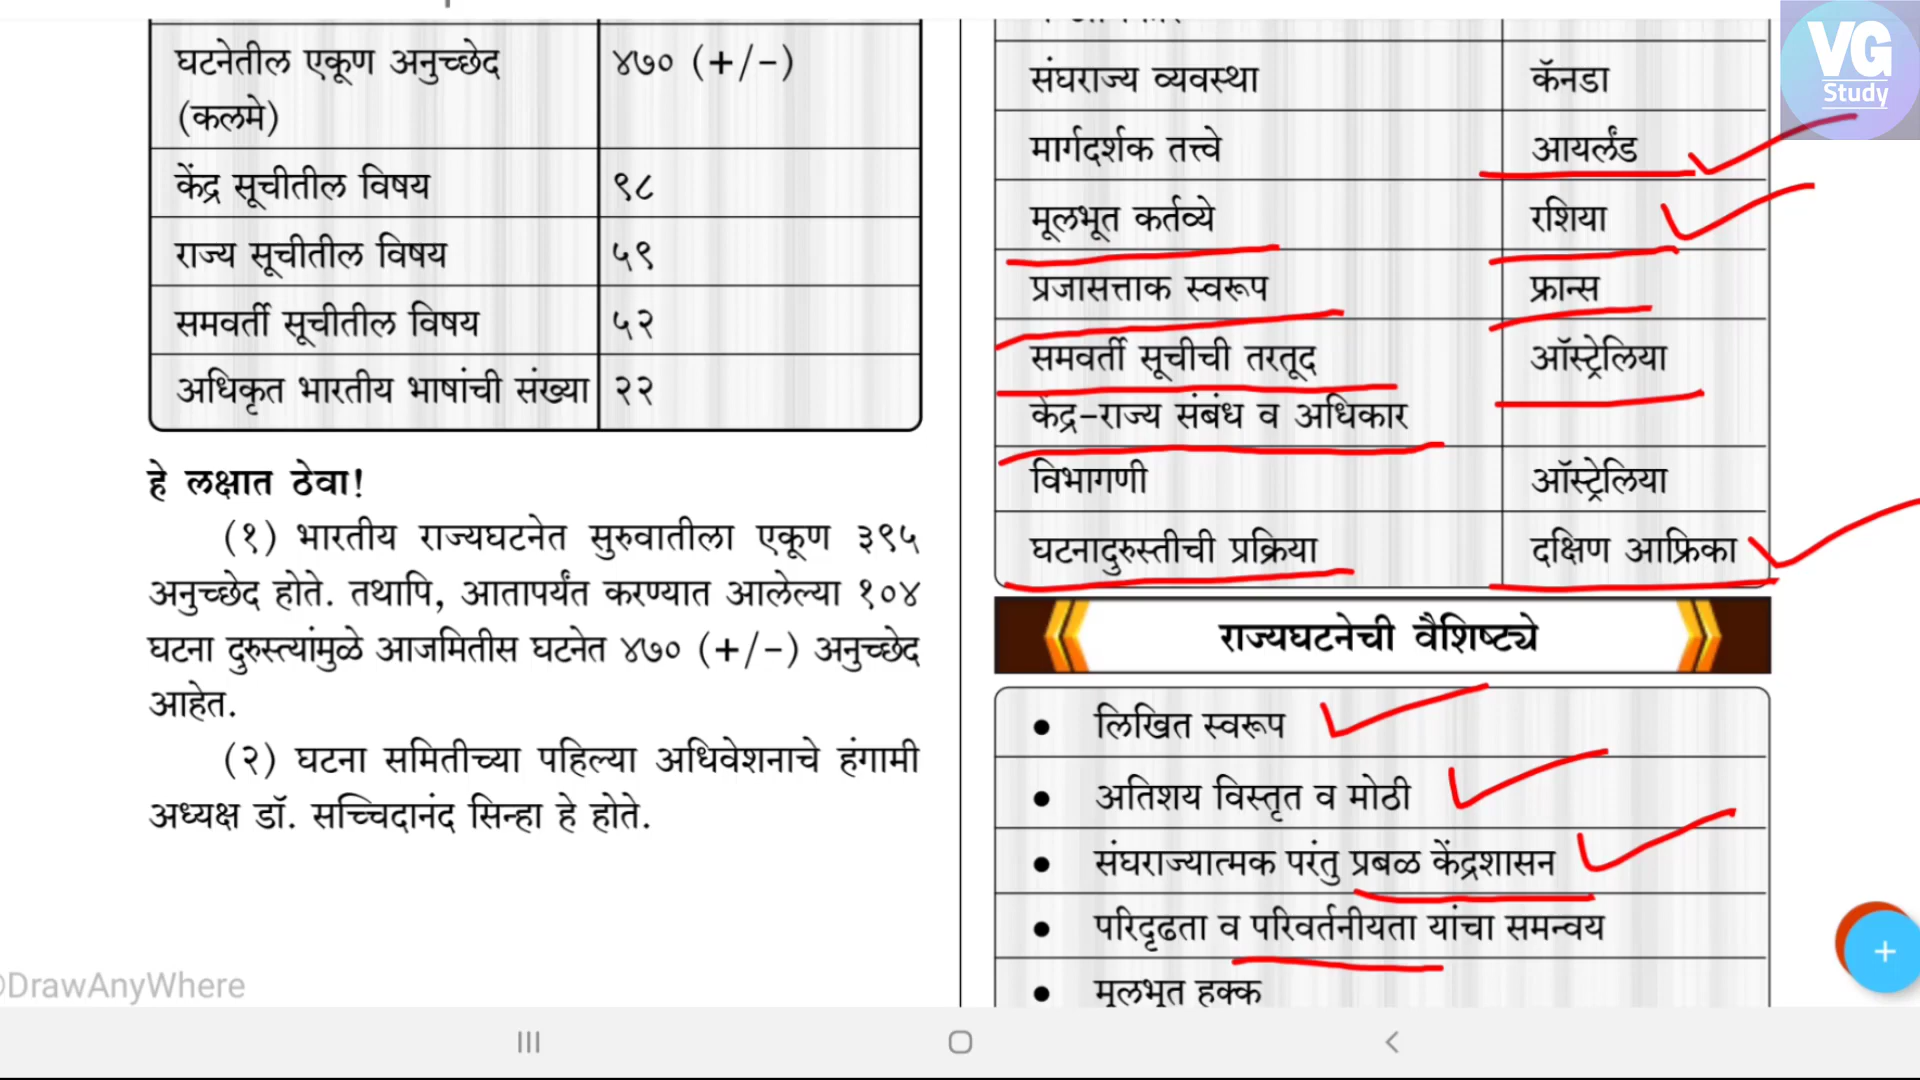 घटनेतील एकूण अनुच्छेद ४७० (+/-)
(कलमे)
केंद्र सूचीतील विषय ९८
राज्य सूचीतील विषय ५९
समवर्ती सूचीतील विषय ५२
अधिकृत भारतीय भाषांची संख्या २२
हे लक्षात ठेवा!
(१) भारतीय राज्यघटनेत सुरुवातीला एकूण ३९५
अनुच्छेद होते. तथापि, आतापर्यंत करण्यात आलेल्या १०४
घटना दुरुस्त्यांमुळे आजमितीस घटनेत ४७० (+/-) अनुच्छेद
आहेत.
(२) घटना समितीच्या पहिल्या अधिवेशनाचे हंगामी
अध्यक्ष डॉ. सच्चिदानंद सिन्हा हे होते.
©DrawAnyWhere
संघराज्य व्यवस्था कॅनडा
मार्गदर्शक तत्त्वे आयर्लंड
मूलभूत कर्तव्ये रशिया
प्रजासत्ताक स्वरूप फ्रान्स
समवर्ती सूचीची तरतूद ऑस्ट्रेलिया
केंद्र-राज्य संबंध व अधिकार
विभागणी ऑस्ट्रेलिया
घटनादुरुस्तीची प्रक्रिया दक्षिण आफ्रिका
राज्यघटनेची वैशिष्ट्ये
• लिखित स्वरूप
• अतिशय विस्तृत व मोठी
• संघराज्यात्मक परंतु प्रबळ केंद्रशासन
• परिदृढता व परिवर्तनीयता यांचा समन्वय
• मूलभूत हक्क
VG
Study